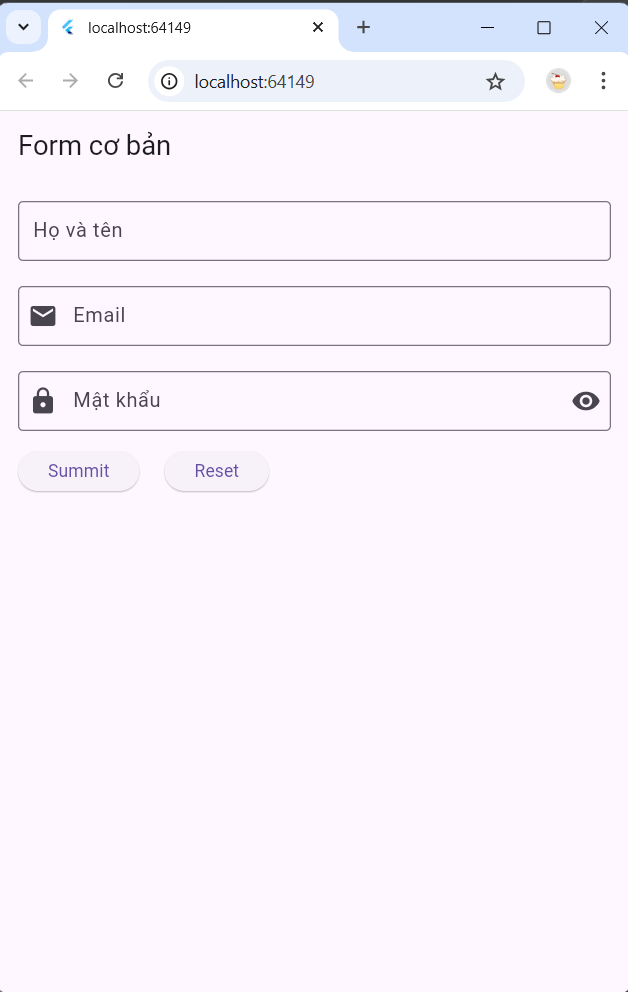 localhost:64149
localhost:64149
Form cơ bản
Họ và tên
Email
Mật khẩu
Summit
Reset